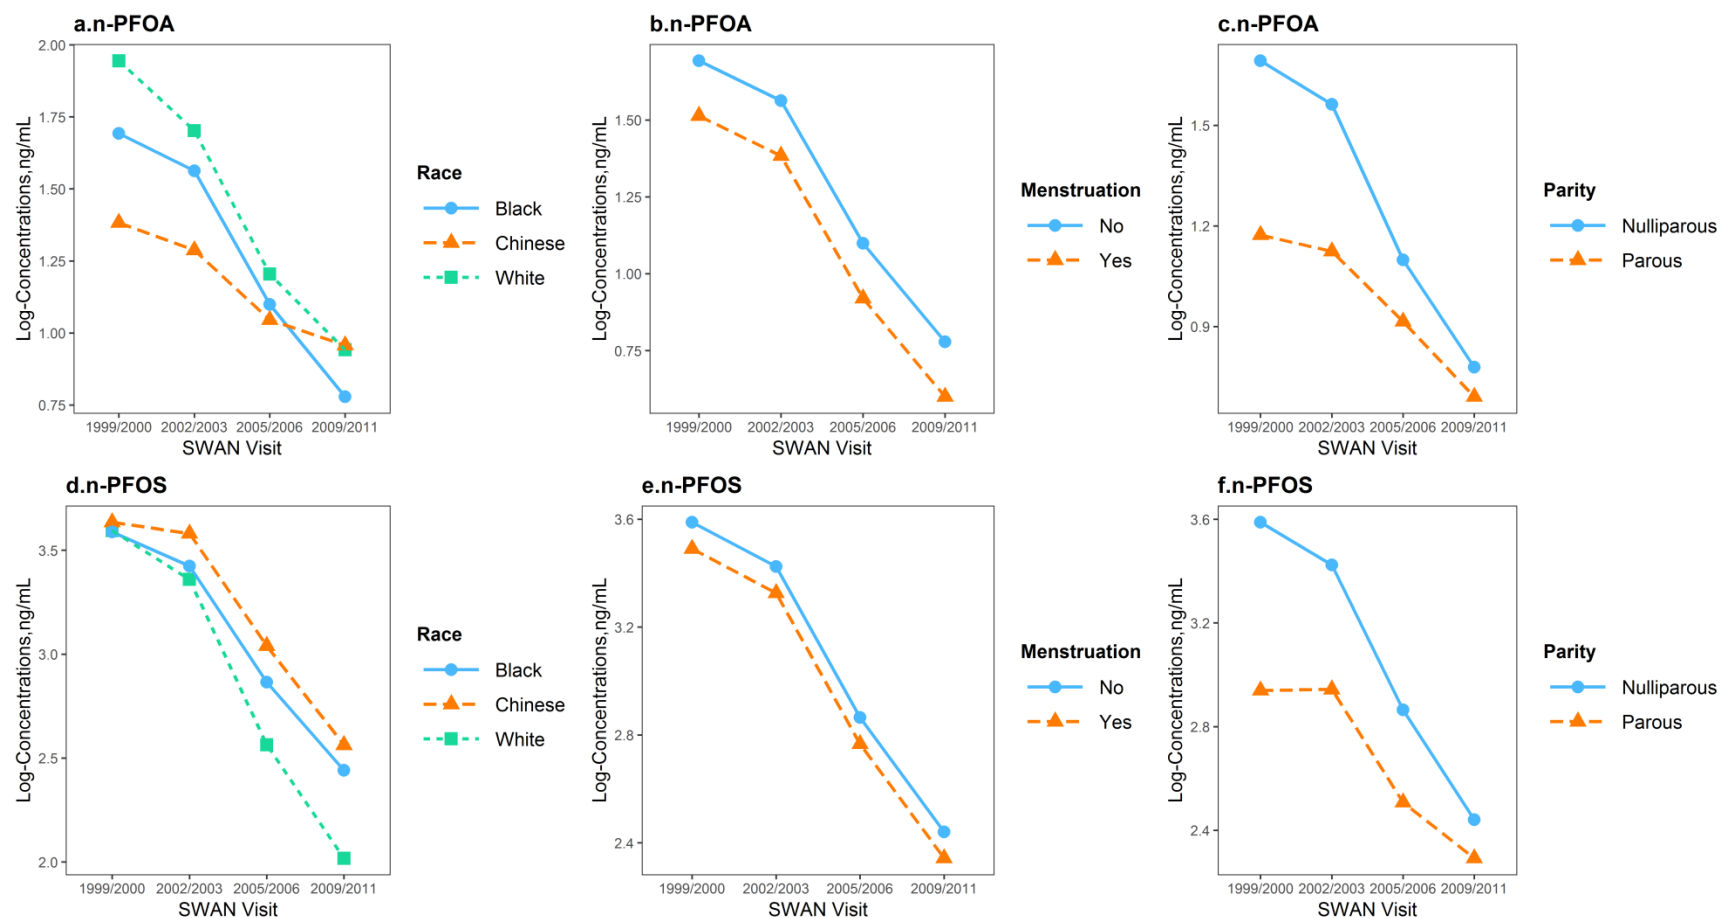 a.n-PFOA
Log-Concentrations,ng/mL
2.00
1.75
1.50
1.25
1.00
0.75
1999/2000 2002/2003 2005/2006 2009/2011
SWAN Visit
Race
Black
Chinese
White
b.n-PFOA
Log-Concentrations,ng/mL
1.50
1.25
1.00
0.75
1999/2000 2002/2003 2005/2006 2009/2011
SWAN Visit
Menstruation
No
Yes
c.n-PFOA
Log-Concentrations,ng/mL
1.5
1.2
0.9
1999/2000 2002/2003 2005/2006 2009/2011
SWAN Visit
Parity
Nulliparous
Parous
d.n-PFOS
Log-Concentrations,ng/mL
3.5
3.0
2.5
2.0
1999/2000 2002/2003 2005/2006 2009/2011
SWAN Visit
Race
Black
Chinese
White
e.n-PFOS
Log-Concentrations,ng/mL
3.6
3.2
2.8
2.4
1999/2000 2002/2003 2005/2006 2009/2011
SWAN Visit
Menstruation
No
Yes
f.n-PFOS
Log-Concentrations,ng/mL
3.6
3.2
2.8
2.4
1999/2000 2002/2003 2005/2006 2009/2011
SWAN Visit
Parity
Nulliparous
Parous